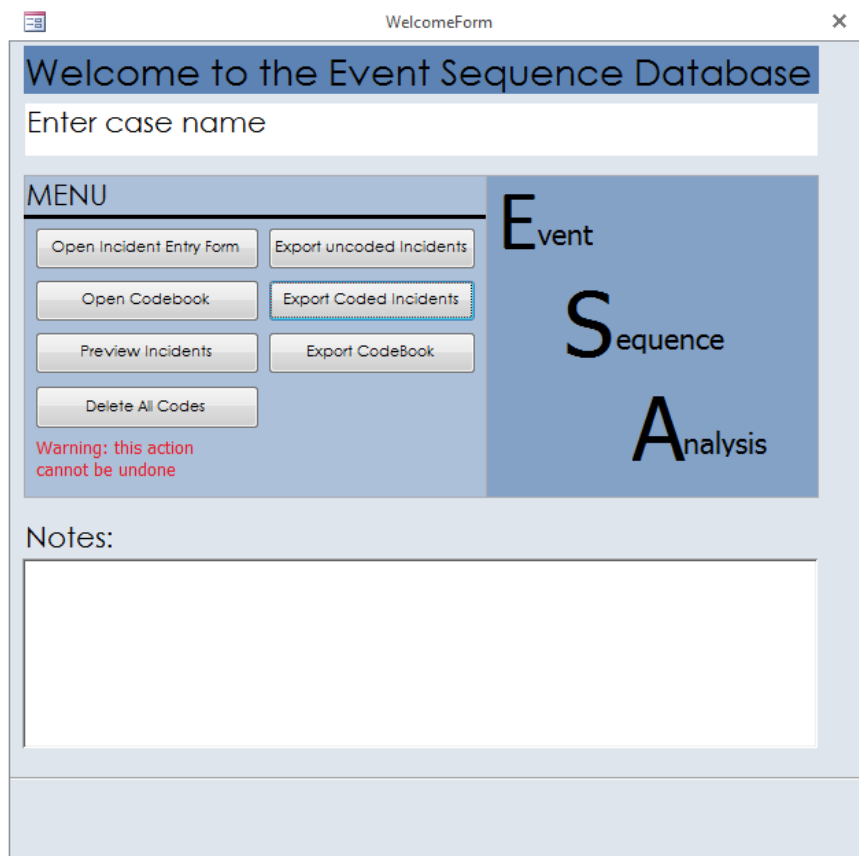 WelcomeForm
Welcome to the Event Sequence Database
Enter case name
MENU
Open Incident Entry Form
Export uncoded Incidents
Open Codebook
Export Coded Incidents
Preview Incidents
Export CodeBook
Delete All Codes
Warning: this action
cannot be undone
Event
Sequence
Analysis
Notes: